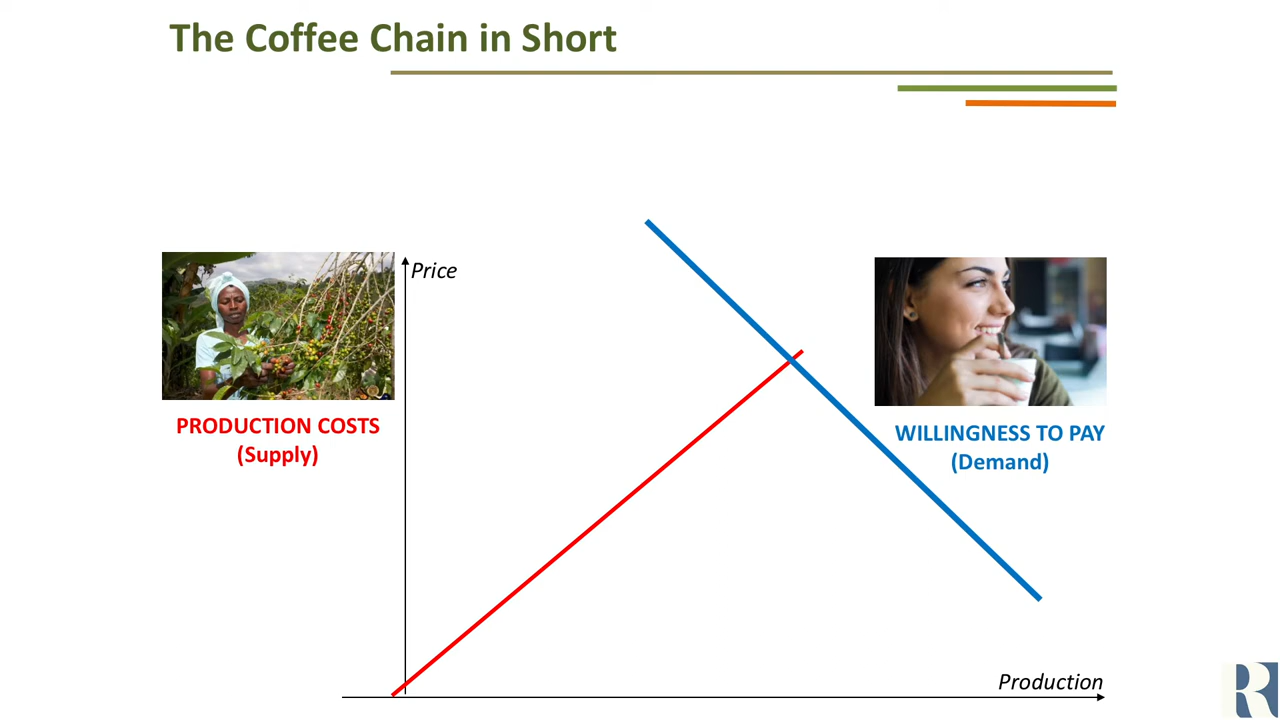 The Coffee Chain in Short
Price
PRODUCTION COSTS
(Supply)
WILLINGNESS TO PAY
(Demand)
Production
R